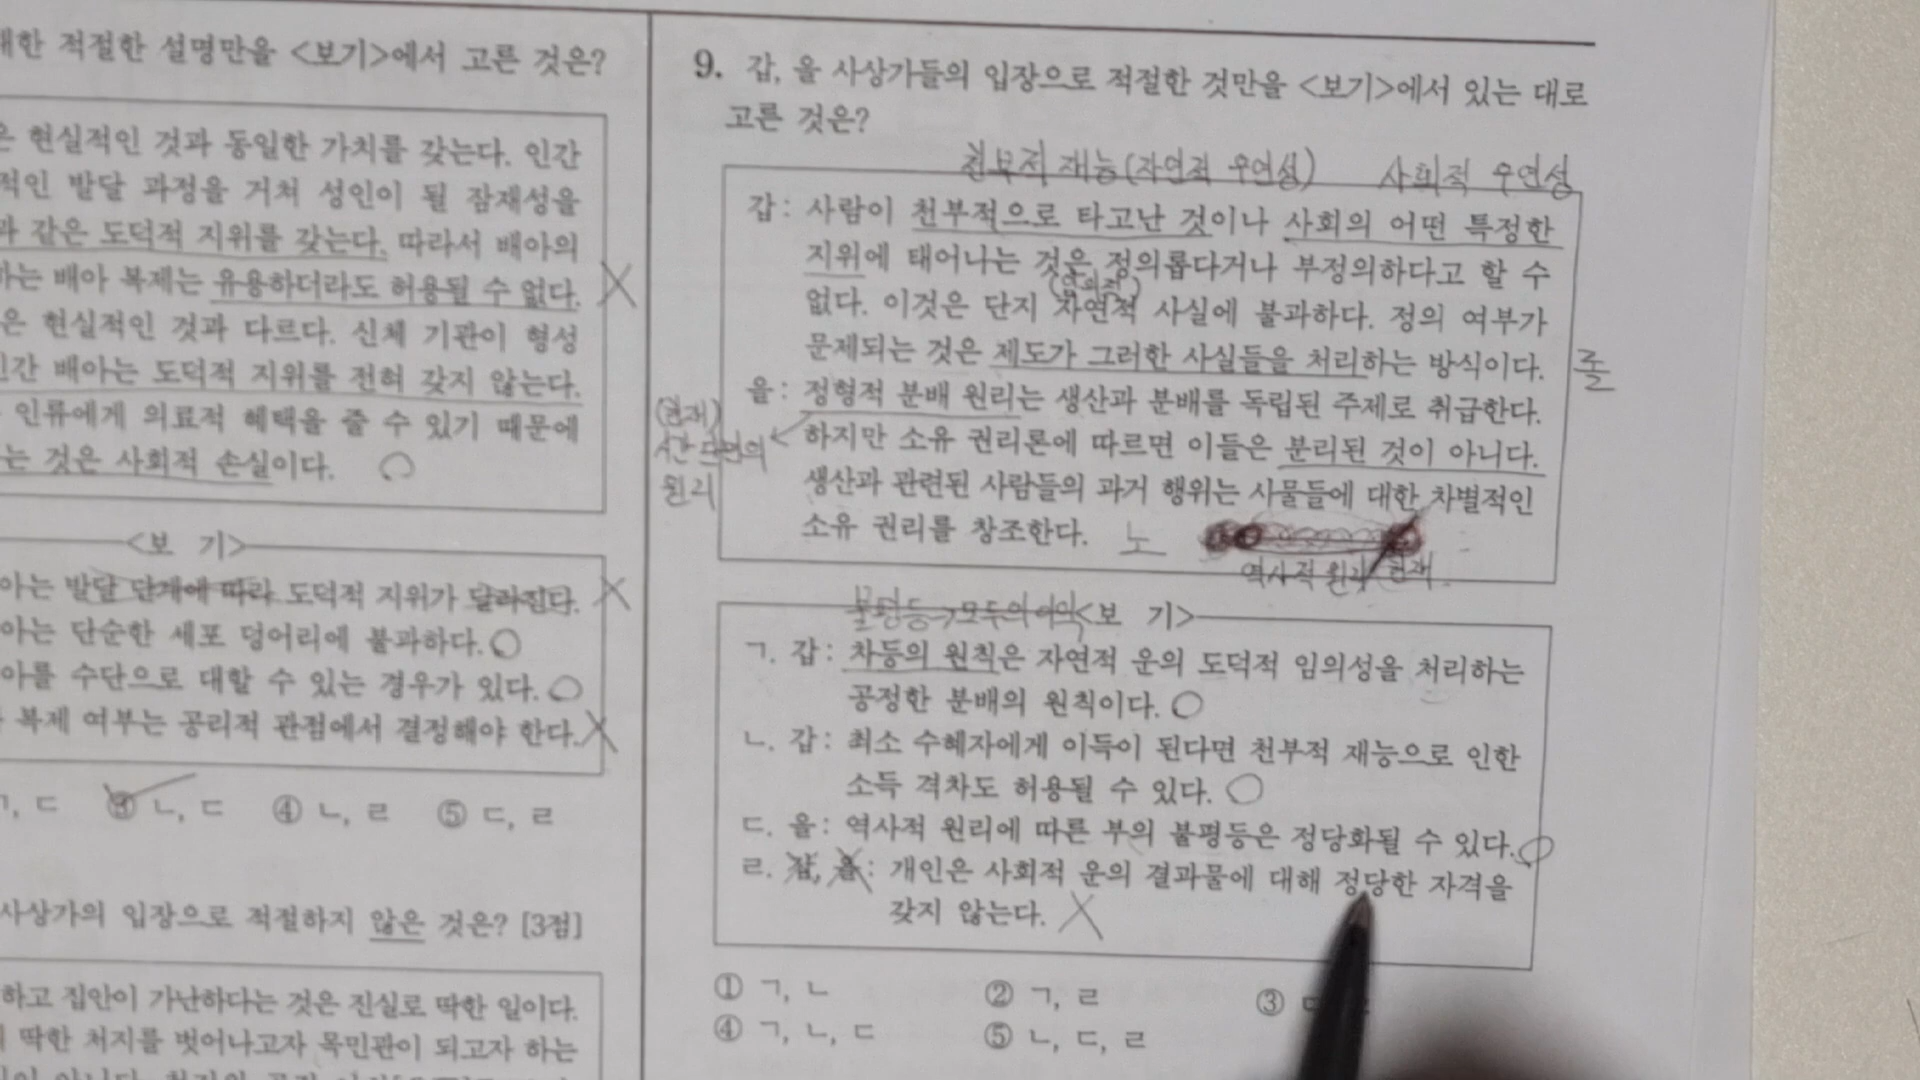 대한 적절한 설명만을 <보기>에서 고른 것은?
은 현실적인 것과 동일한 가치를 갖는다. 인간
적인 발달 과정을 거쳐 성인이 될 잠재성을
과 같은 도덕적 지위를 갖는다. 따라서 배아의
하는 배아 복제는 유용하더라도 허용될 수 없다.
은 현실적인 것과 다르다. 신체 기관이 형성
인간 배아는 도덕적 지위를 전혀 갖지 않는다.
인류에게 의료적 혜택을 줄 수 있기 때문에
는 것은 사회적 손실이다.
<보 기>
아는 발달 단계에 따라 도덕적 지위가 달라진다.
아는 단순한 세포 덩어리에 불과하다.
아를 수단으로 대할 수 있는 경우가 있다.
복제 여부는 공리적 관점에서 결정해야 한다.
ㄱ, ㄷ ③ ㄴ, ㄷ ④ ㄴ, ㄹ ⑤ ㄷ, ㄹ
사상가의 입장으로 적절하지 않은 것은? [3점]
하고 집안이 가난하다는 것은 진실로 딱한 일이다.
딱한 처지를 벗어나고자 목민관이 되고자 하는
9. 갑, 을 사상가들의 입장으로 적절한 것만을 <보기>에서 있는 대로
고른 것은?
천부적 재능(자연적 우연성) 사회적 우연성
갑: 사람이 천부적으로 타고난 것이나 사회의 어떤 특정한
지위에 태어나는 것은 정의롭다거나 부정의하다고 할 수
없다. 이것은 단지 자연적 사실에 불과하다. 정의 여부가
문제되는 것은 제도가 그러한 사실들을 처리하는 방식이다.
롤
을: 정형적 분배 원리는 생산과 분배를 독립된 주제로 취급한다.
(현재)
하지만 소유 권리론에 따르면 이들은 분리된 것이 아니다.
시간 단면의
원리
생산과 관련된 사람들의 과거 행위는 사물들에 대한 차별적인
소유 권리를 창조한다. 노
역사적 원리 현재
불평등→모두의 이익
<보 기>
ㄱ. 갑: 차등의 원칙은 자연적 운의 도덕적 임의성을 처리하는
공정한 분배의 원칙이다.
ㄴ. 갑: 최소 수혜자에게 이득이 된다면 천부적 재능으로 인한
소득 격차도 허용될 수 있다.
ㄷ. 을: 역사적 원리에 따른 부의 불평등은 정당화될 수 있다.
ㄹ. 갑, 을: 개인은 사회적 운의 결과물에 대해 정당한 자격을
갖지 않는다.
① ㄱ, ㄴ ② ㄱ, ㄹ ③
④ ㄱ, ㄴ, ㄷ ⑤ ㄴ, ㄷ, ㄹ